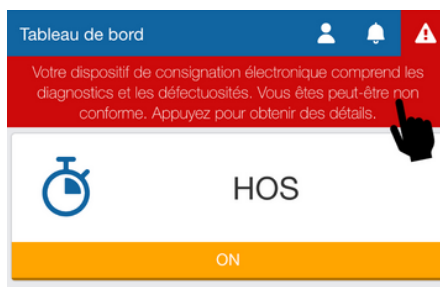 Tableau de bord
Votre dispositif de consignation électronique comprend les
diagnostics et les défectuosités. Vous êtes peut-être non
conforme. Appuyez pour obtenir des détails.
HOS
ON